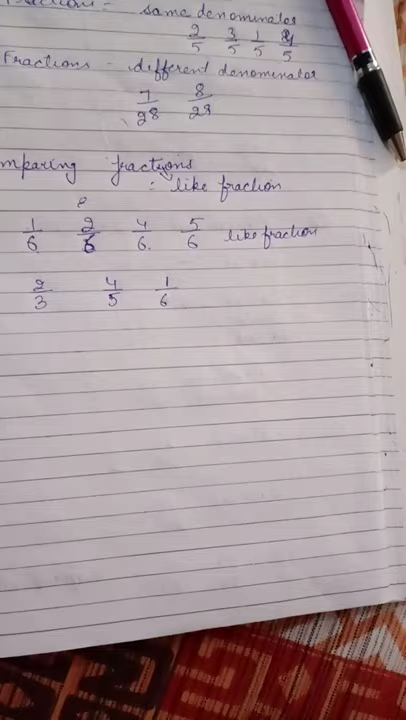 same denominator
2/5 3/5 1/5 4/5
Fractions - different denominator
7/28 8/28
mparing fractions
: like fraction
1/6 2/6 4/6 5/6 like fraction
2/3 4/5 1/6